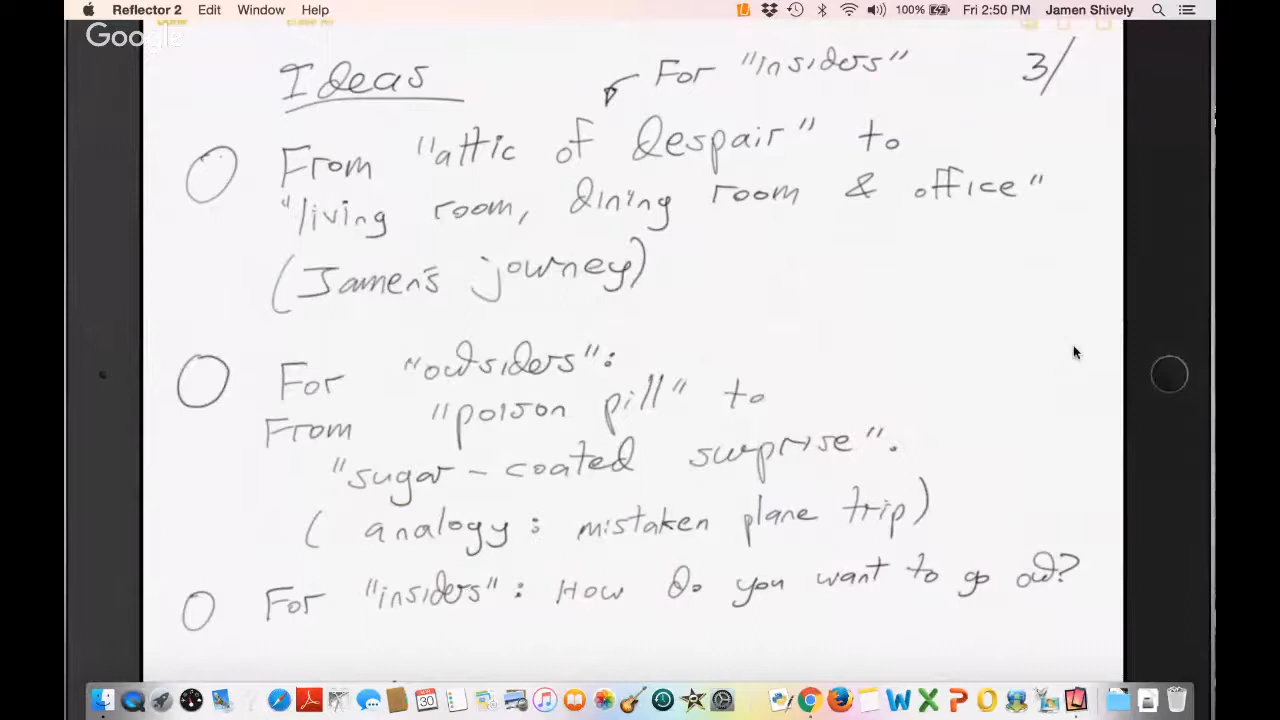 Reflector 2 Edit Window Help 100% Fri 2:50 PM Jamen Shively
Google
Ideas
For "insiders"
3/
From "attic of despair" to
"living room, dining room & office"
(Jamen's journey)
For "outsiders":
From "poison pill" to
"sugar-coated surprise".
(analogy: mistaken plane trip)
For "insiders": How do you want to go out?